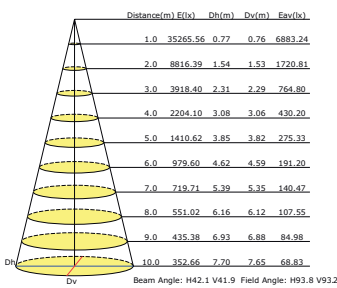 Distance(m) E(lx) Dh(m) Dv(m) Eav(lx)
1.0 35265.56 0.77 0.76 6883.24
2.0 8816.39 1.54 1.53 1720.81
3.0 3918.40 2.31 2.29 764.80
4.0 2204.10 3.08 3.06 430.20
5.0 1410.62 3.85 3.82 275.33
6.0 979.60 4.62 4.59 191.20
7.0 719.71 5.39 5.35 140.47
8.0 551.02 6.16 6.12 107.55
9.0 435.38 6.93 6.88 84.98
Dh 10.0 352.66 7.70 7.65 68.83
Dv Beam Angle: H42.1 V41.9 Field Angle: H93.8 V93.2